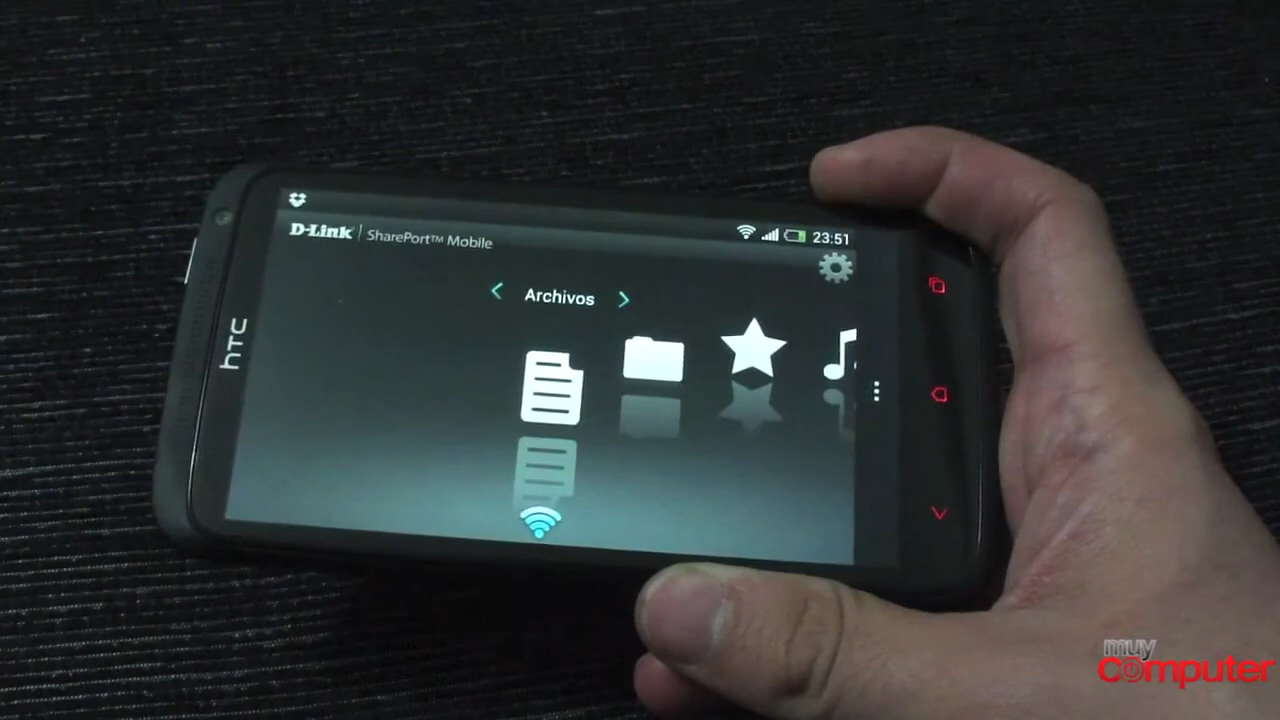 D-Link | SharePort™ Mobile
23:51
Archivos
hTC
muy
computer